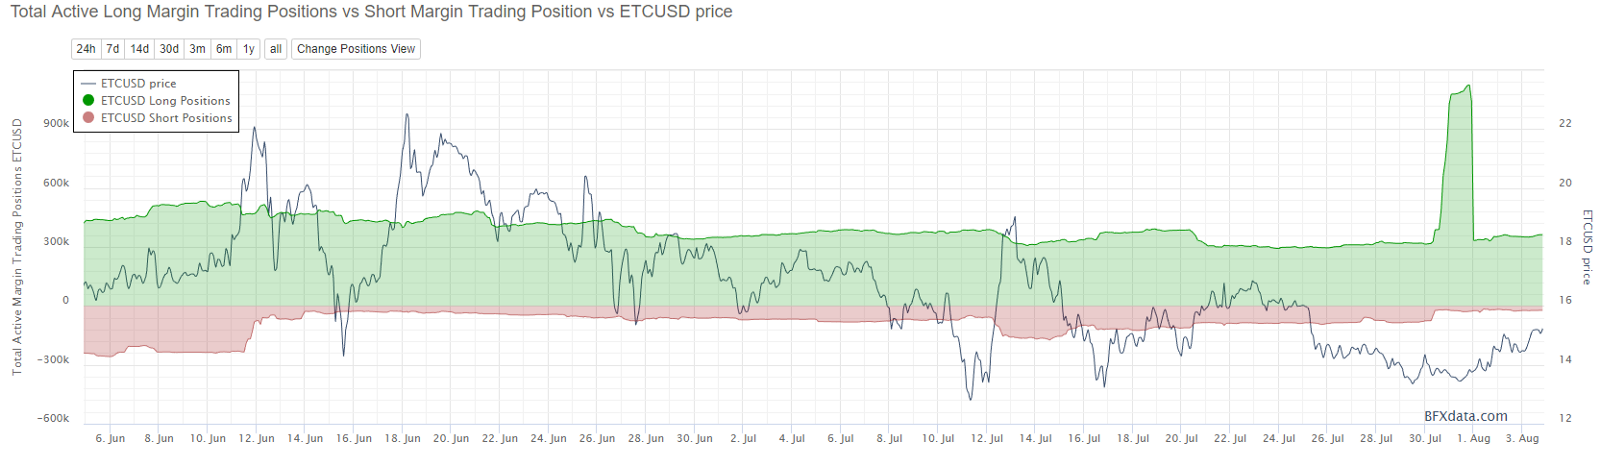 Total Active Long Margin Trading Positions vs Short Margin Trading Position vs ETCUSD price
24h 7d 14d 30d 3m 6m 1y all Change Positions View
ETCUSD price
ETCUSD Long Positions
ETCUSD Short Positions
Total Active Margin Trading Positions ETCUSD
900k
600k
300k
0
−300k
−600k
22
20
18
16
14
12
ETCUSD price
BFXdata.com
6. Jun 8. Jun 10. Jun 12. Jun 14. Jun 16. Jun 18. Jun 20. Jun 22. Jun 24. Jun 26. Jun 28. Jun 30. Jun 2. Jul 4. Jul 6. Jul 8. Jul 10. Jul 12. Jul 14. Jul 16. Jul 18. Jul 20. Jul 22. Jul 24. Jul 26. Jul 28. Jul 30. Jul 1. Aug 3. Aug